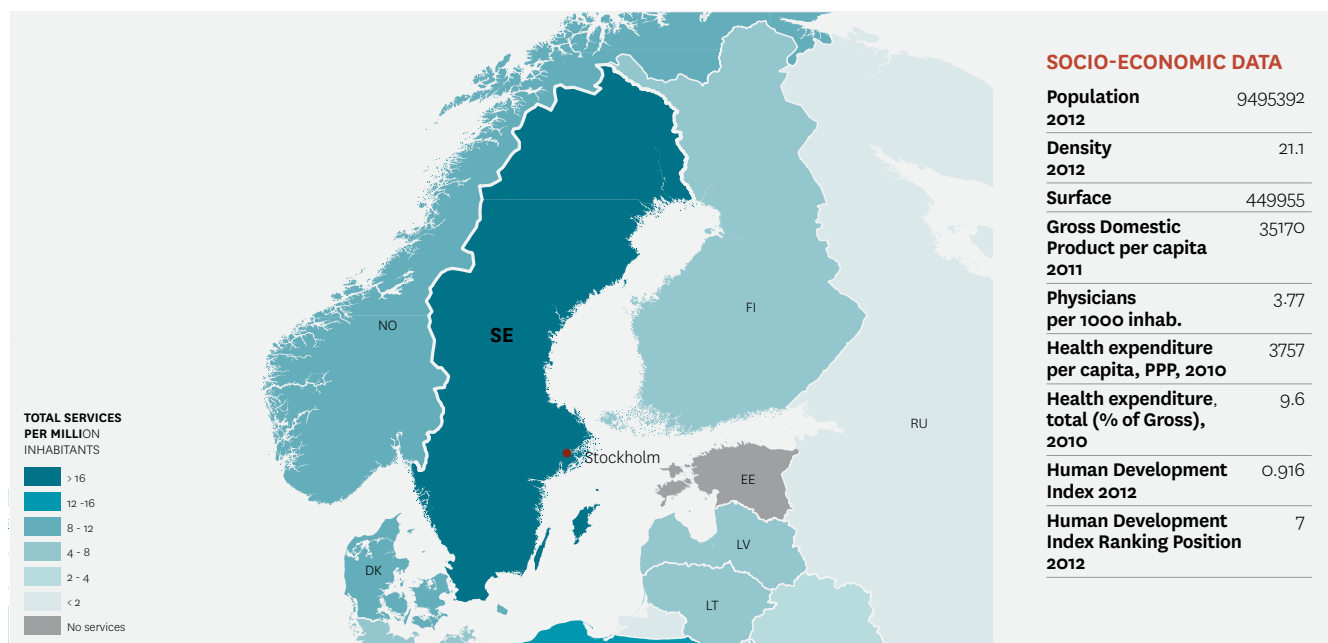 SOCIO-ECONOMIC DATA
Population 9495392
2012
Density 21.1
2012
Surface 449955
Gross Domestic 35170
Product per capita
2011
Physicians 3.77
per 1000 inhab.
Health expenditure 3757
per capita, PPP, 2010
Health expenditure, 9.6
total (% of Gross),
2010
Human Development 0.916
Index 2012
Human Development 7
Index Ranking Position
2012
NO
SE
FI
RU
Stockholm
EE
LV
DK
LT
TOTAL SERVICES
PER MILLION
INHABITANTS
> 16
12 -16
8 - 12
4 - 8
2 - 4
< 2
No services